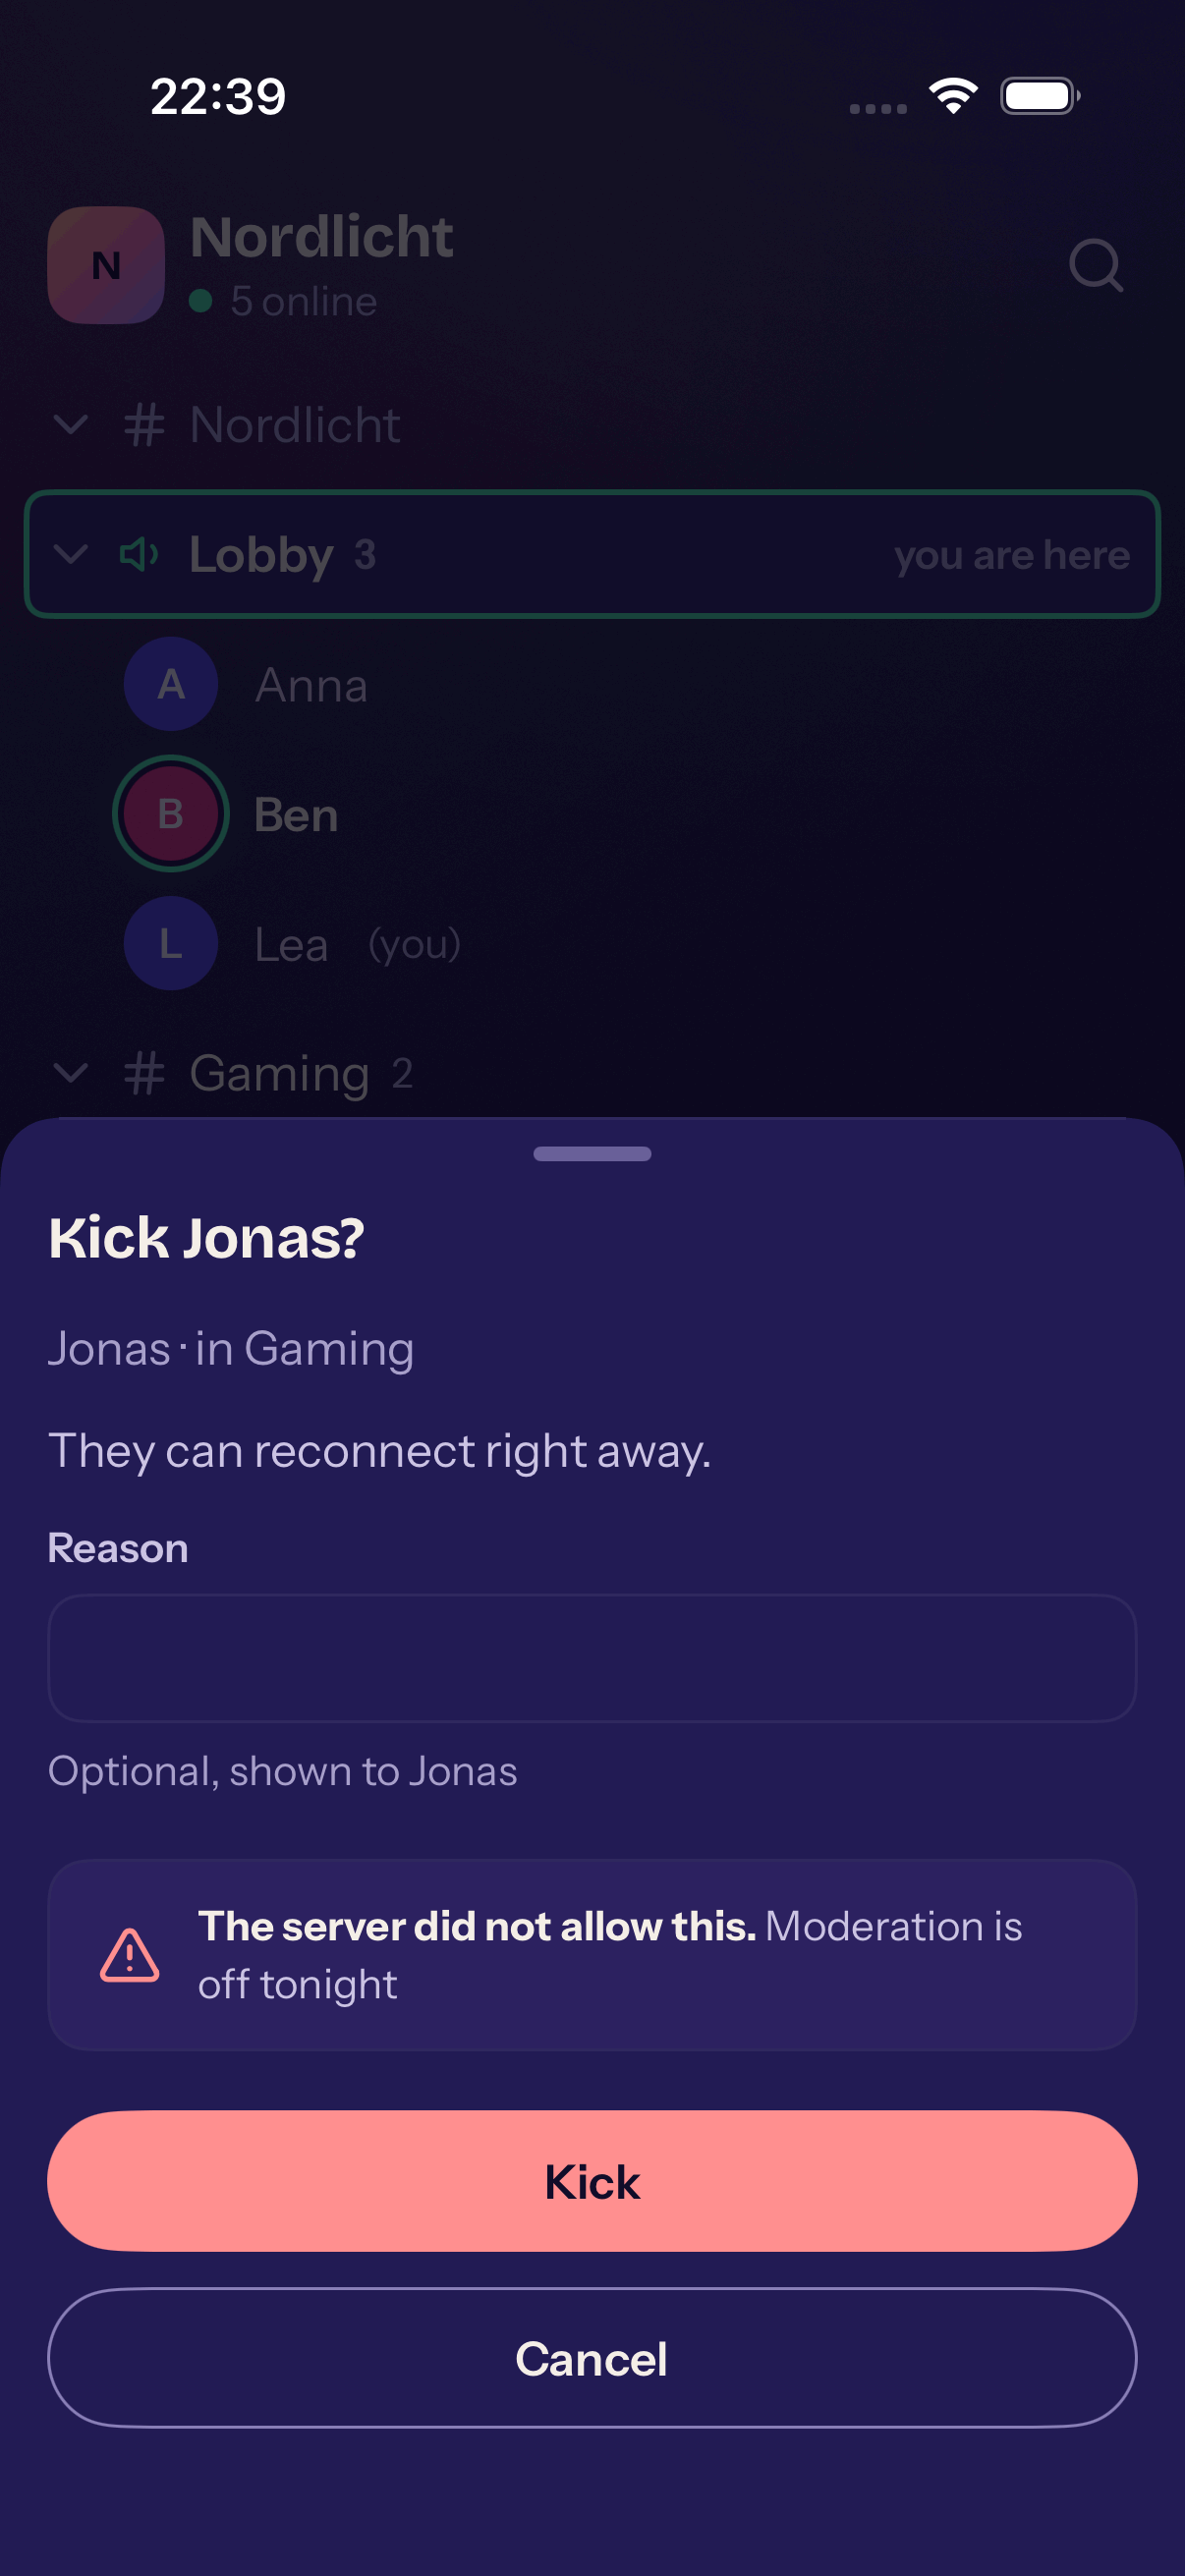 22:39
N
Nordlicht
5 online
# Nordlicht
Lobby 3 you are here
A Anna
B Ben
L Lea (you)
# Gaming 2
Kick Jonas?
Jonas · in Gaming
They can reconnect right away.
Reason
Optional, shown to Jonas
The server did not allow this. Moderation is
off tonight
Kick
Cancel